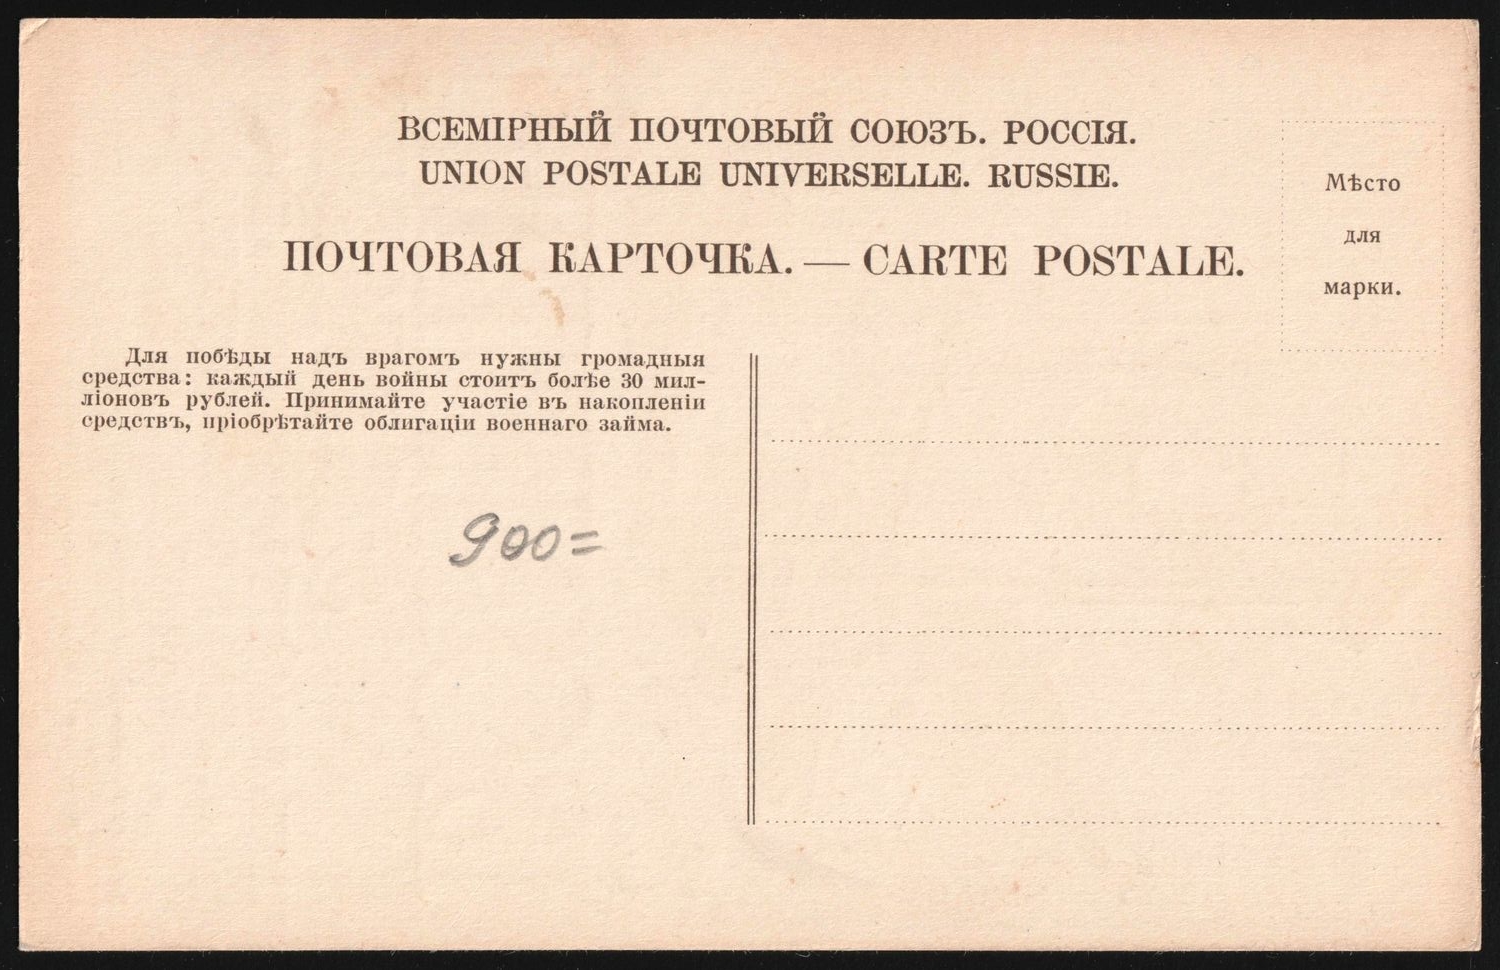 ВСЕМІРНЫЙ ПОЧТОВЫЙ СОЮЗЪ. РОССІЯ.
UNION POSTALE UNIVERSELLE. RUSSIE.
ПОЧТОВАЯ КАРТОЧКА. — CARTE POSTALE.
Мѣсто
для
марки.
Для побѣды надъ врагомъ нужны громадныя
средства: каждый день войны стоитъ болѣе 30 мил-
ліоновъ рублей. Принимайте участіе въ накопленіи
средствъ, пріобрѣтайте облигаціи военнаго займа.
900=